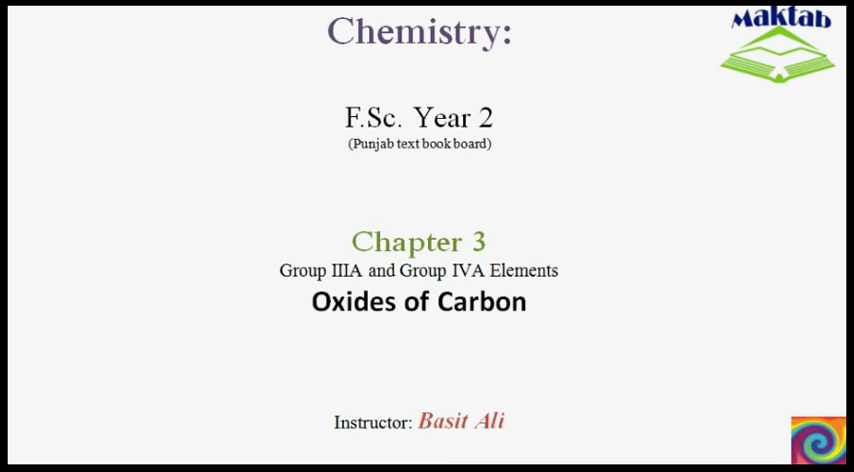 Chemistry:
Maktab
F.Sc. Year 2
(Punjab text book board)
Chapter 3
Group IIIA and Group IVA Elements
Oxides of Carbon
Instructor: Basit Ali